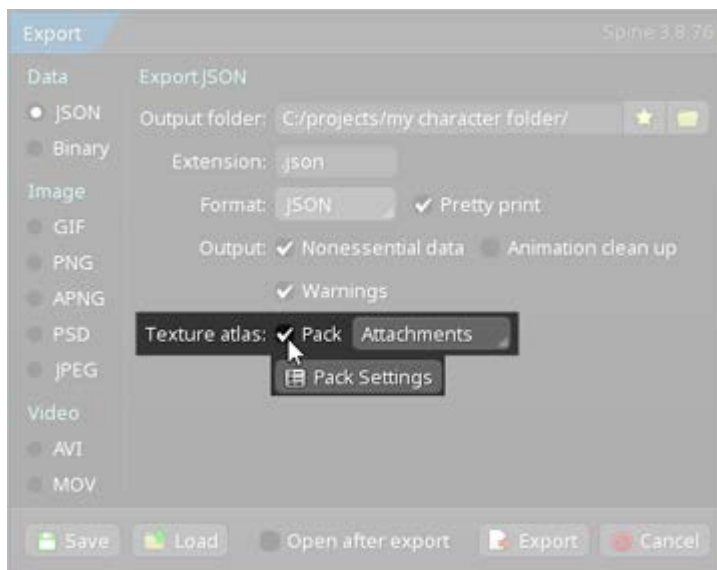 Export
Spine 3.8.76
Data
JSON
Binary
Image
GIF
PNG
APNG
PSD
JPEG
Video
AVI
MOV
Export JSON
Output folder: C:/projects/my character folder/
Extension: .json
Format: JSON Pretty print
Output: Nonessential data Animation clean up
Warnings
Texture atlas: Pack Attachments
Pack Settings
Save Load Open after export Export Cancel